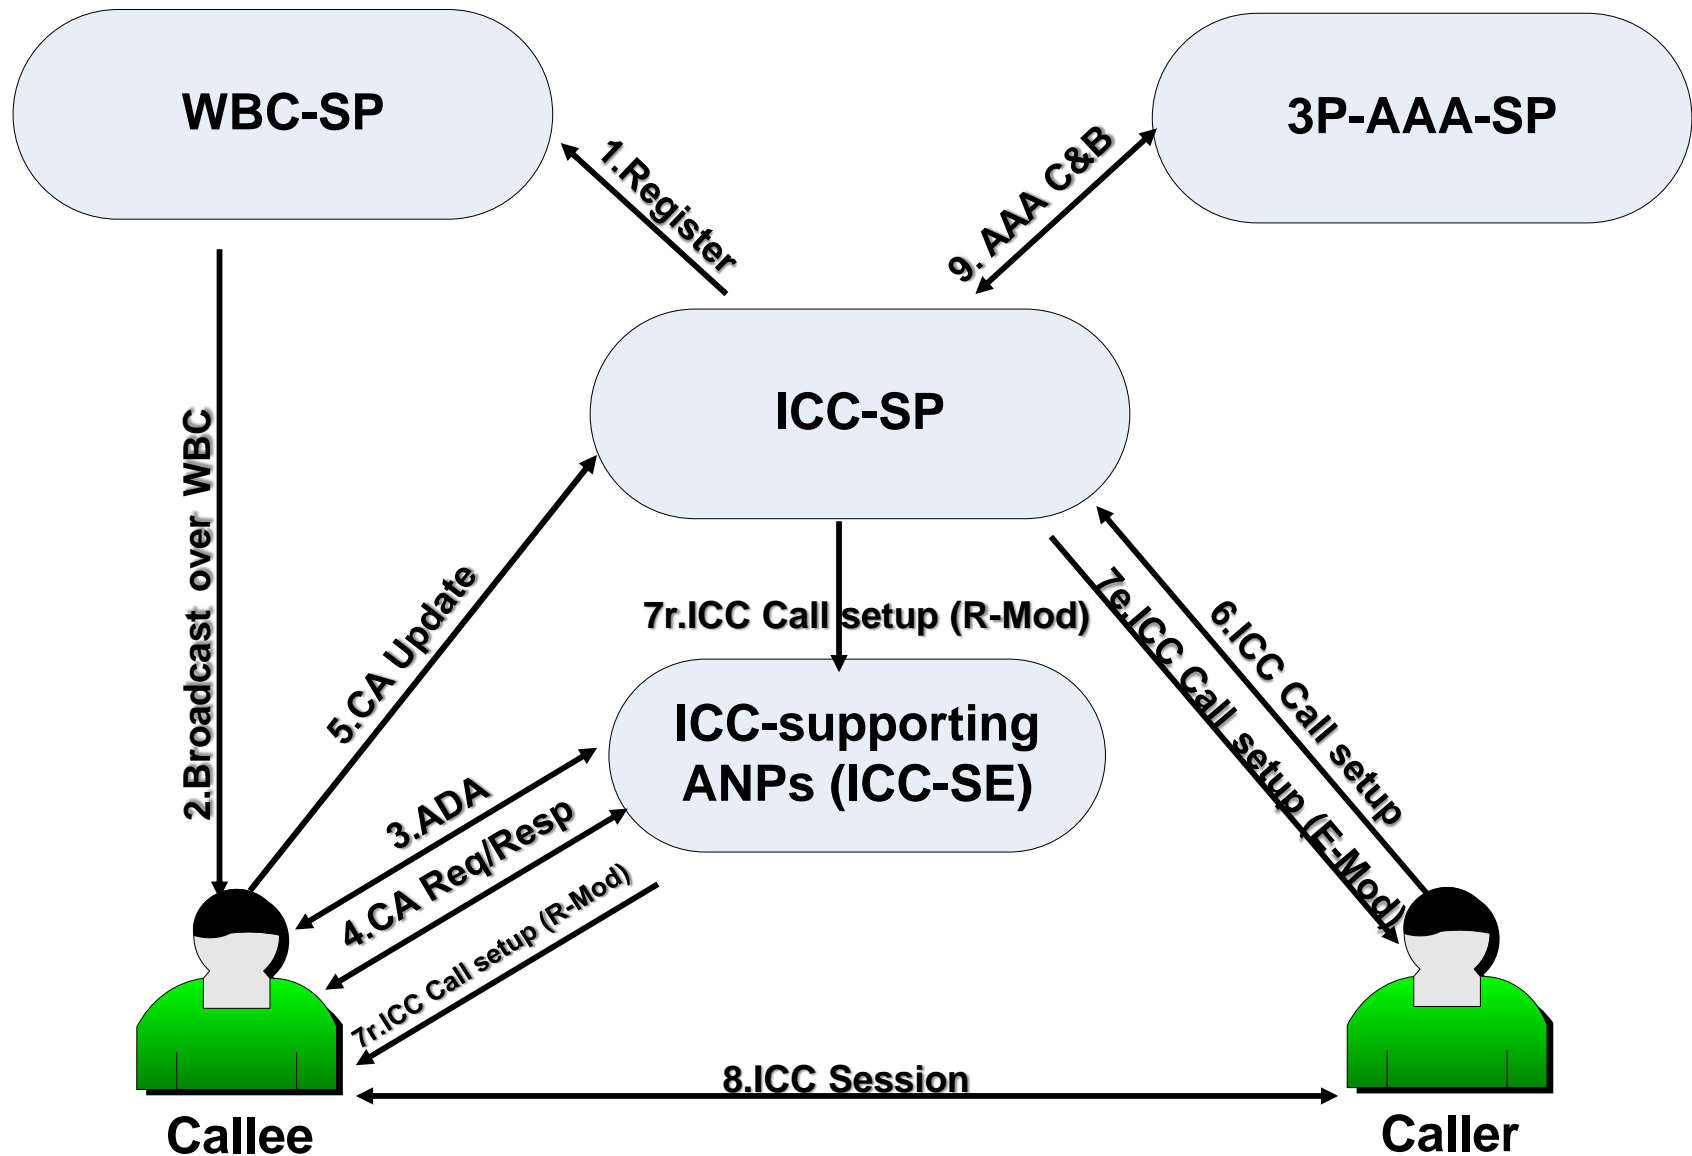 WBC-SP
3P-AAA-SP
1.Register
9. AAA C&B
ICC-SP
2.Broadcast over WBC
5.CA Update
7r.ICC Call setup (R-Mod)
7e.ICC Call setup (E-Mod)
6.ICC Call setup
ICC-supporting
ANPs (ICC-SE)
3.ADA
4.CA Req/Resp
7r.ICC Call setup (R-Mod)
8.ICC Session
Callee
Caller